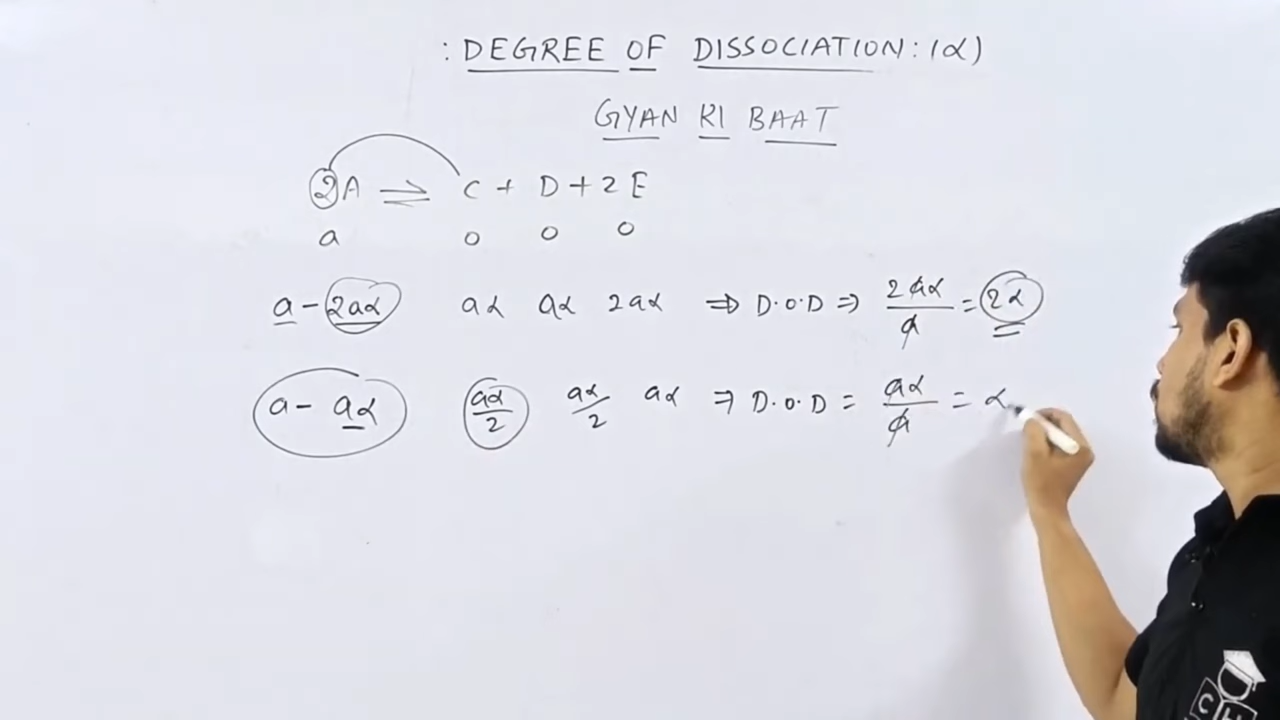 : DEGREE OF DISSOCIATION : (α)
GYAN KI BAAT
2A ⇌ C + D + 2E
a 0 0 0
a - 2aα aα aα 2aα ⇒ D.O.D ⇒ 2aα/a = 2α
a - aα aα/2 aα/2 aα ⇒ D.O.D = aα/a = α